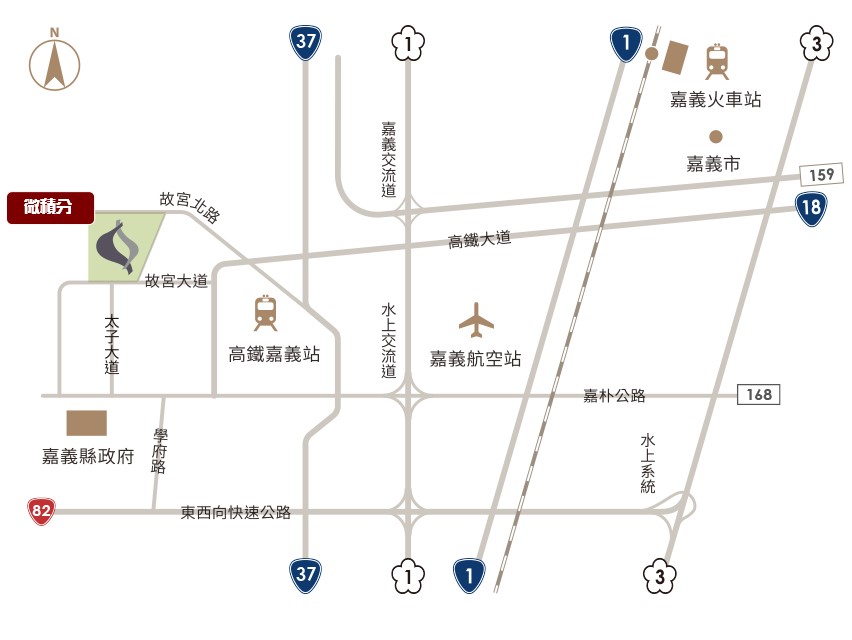 N
37
1
1
3
嘉義火車站
嘉義交流道
嘉義市
159
微積分
故宮北路
18
高鐵大道
故宮大道
太子大道
高鐵嘉義站
水上交流道
嘉義航空站
嘉朴公路
168
嘉義縣政府
學府路
水上系統
82
東西向快速公路
37
1
1
3